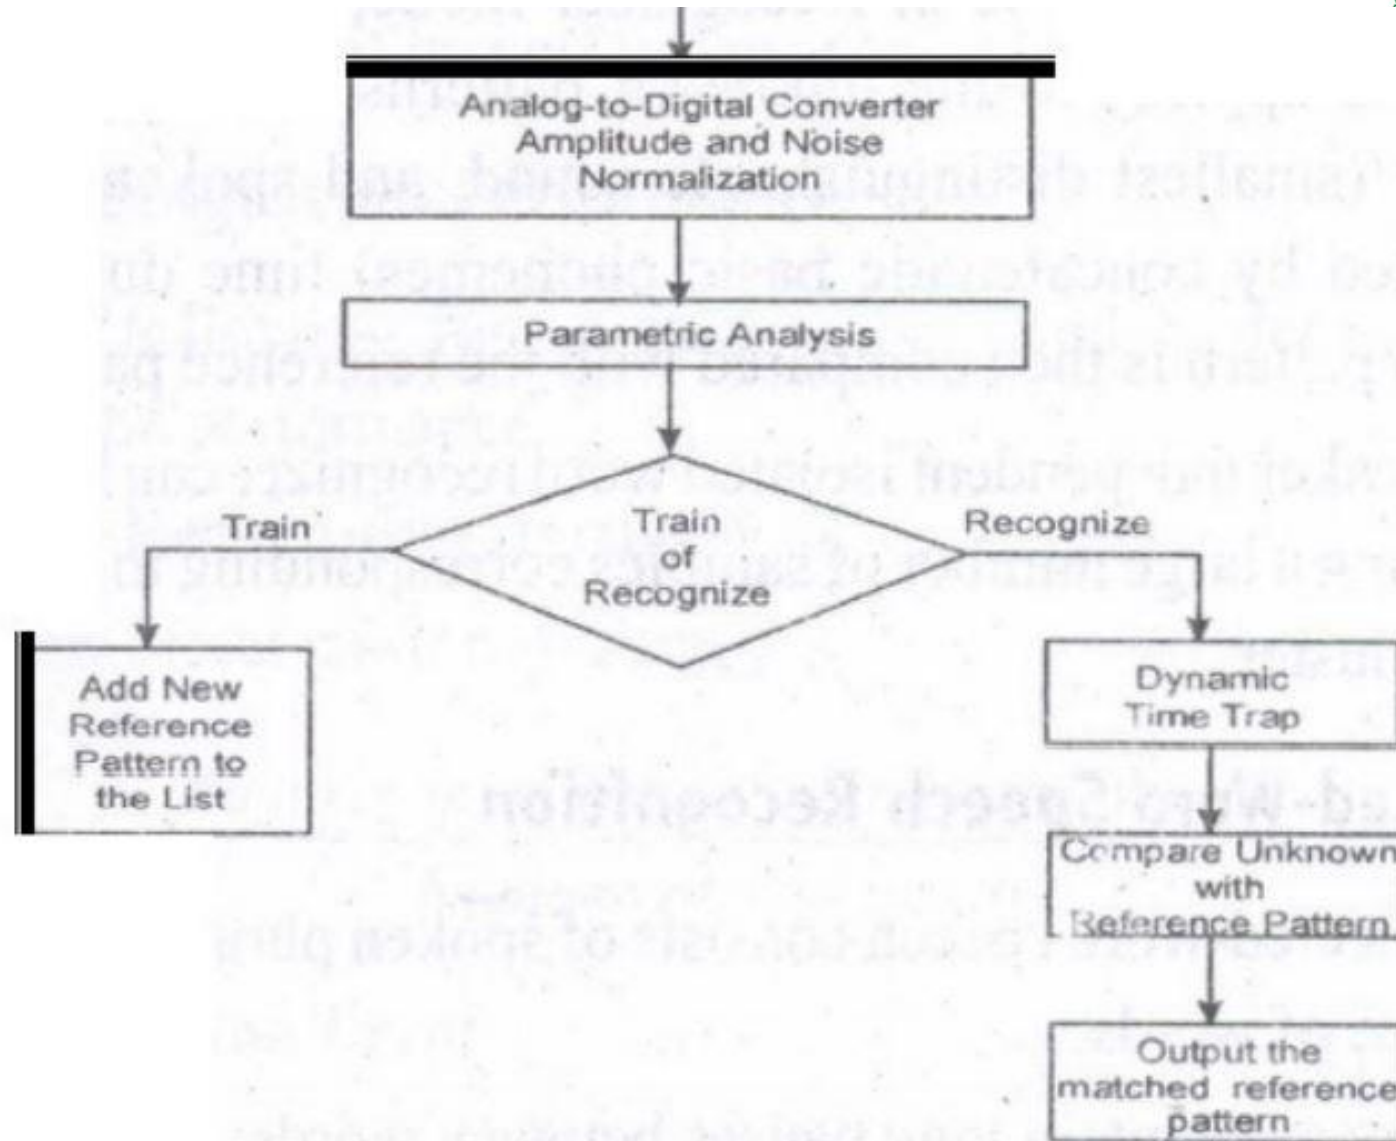 Analog-to-Digital Converter
Amplitude and Noise
Normalization
Parametric Analysis
Train
Train
of
Recognize
Recognize
Add New
Reference
Pattern to
the List
Dynamic
Time Trap
Compare Unknown
with
Reference Pattern
Output the
matched reference
pattern